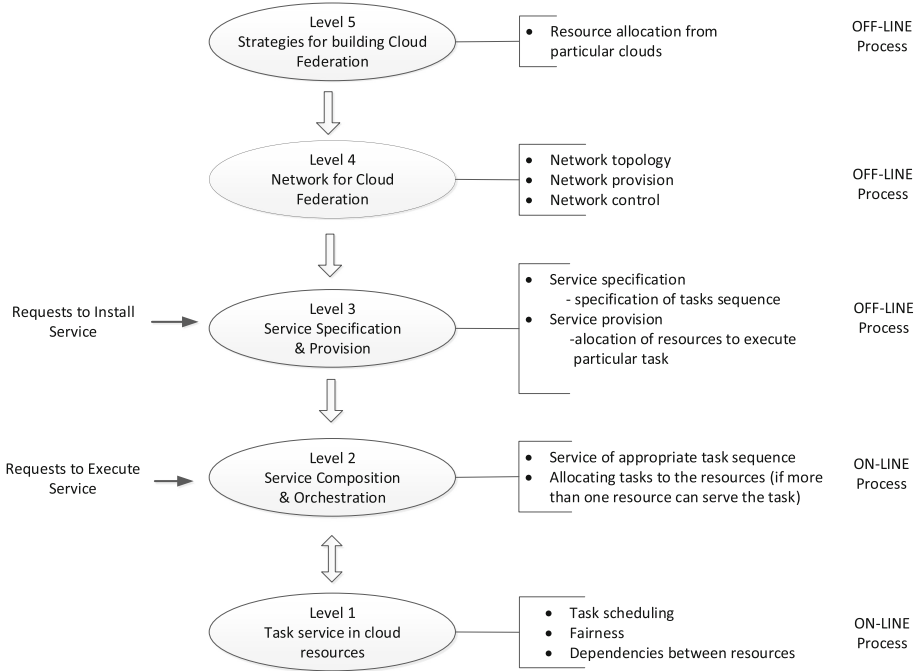 Level 5
Strategies for building Cloud
Federation
● Resource allocation from
particular clouds
OFF-LINE
Process
Level 4
Network for Cloud
Federation
● Network topology
● Network provision
● Network control
OFF-LINE
Process
Requests to Install
Service
Level 3
Service Specification
& Provision
● Service specification
- specification of tasks sequence
● Service provision
-alocation of resources to execute
particular task
OFF-LINE
Process
Requests to Execute
Service
Level 2
Service Composition
& Orchestration
● Service of appropriate task sequence
● Allocating tasks to the resources (if more
than one resource can serve the task)
ON-LINE
Process
Level 1
Task service in cloud
resources
● Task scheduling
● Fairness
● Dependencies between resources
ON-LINE
Process